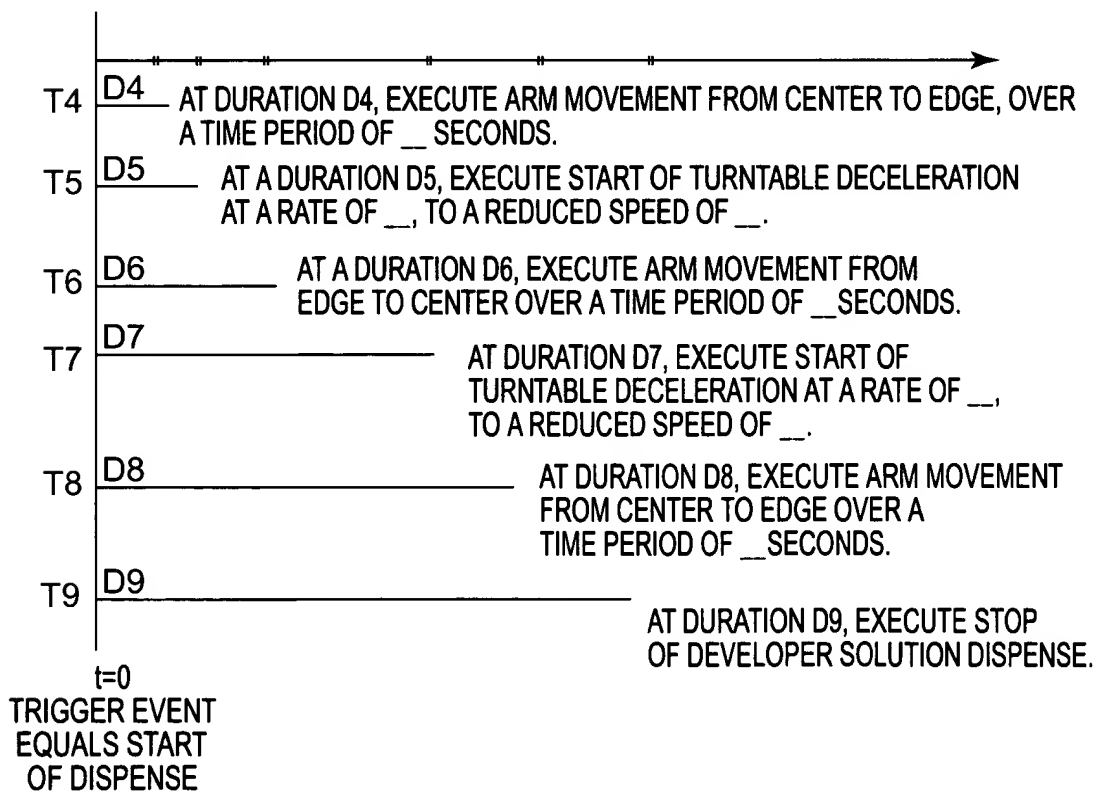 T4
D4
AT DURATION D4, EXECUTE ARM MOVEMENT FROM CENTER TO EDGE, OVER
A TIME PERIOD OF __ SECONDS.
T5
D5
AT A DURATION D5, EXECUTE START OF TURNTABLE DECELERATION
AT A RATE OF __, TO A REDUCED SPEED OF __.
T6
D6
AT A DURATION D6, EXECUTE ARM MOVEMENT FROM
EDGE TO CENTER OVER A TIME PERIOD OF __SECONDS.
T7
D7
AT DURATION D7, EXECUTE START OF
TURNTABLE DECELERATION AT A RATE OF __,
TO A REDUCED SPEED OF __.
T8
D8
AT DURATION D8, EXECUTE ARM MOVEMENT
FROM CENTER TO EDGE OVER A
TIME PERIOD OF __SECONDS.
T9
D9
AT DURATION D9, EXECUTE STOP
OF DEVELOPER SOLUTION DISPENSE.
t=0
TRIGGER EVENT
EQUALS START
OF DISPENSE